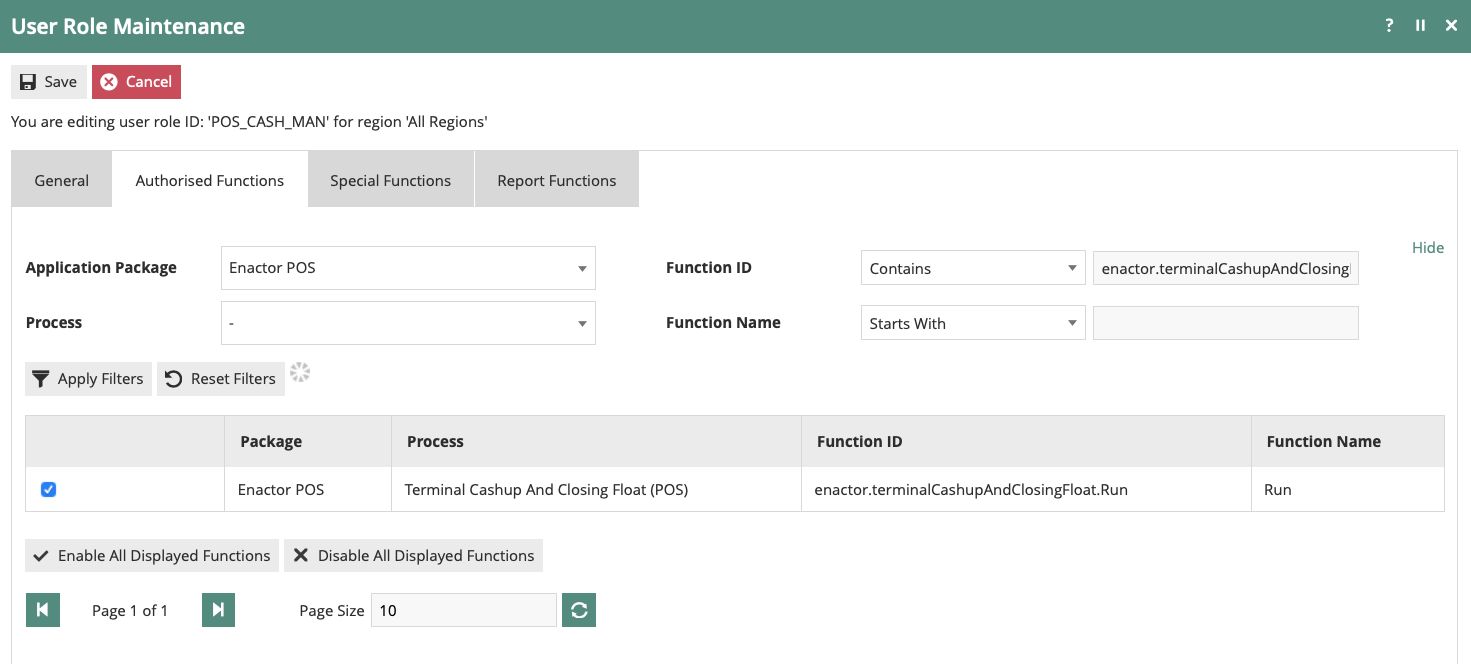 User Role Maintenance ?
Save Cancel
You are editing user role ID: 'POS_CASH_MAN' for region 'All Regions'
General Authorised Functions Special Functions Report Functions
Hide
Application Package Enactor POS Function ID Contains enactor.terminalCashupAndClosing
Process - Function Name Starts With
Apply Filters Reset Filters
Package Process Function ID Function Name
Enactor POS Terminal Cashup And Closing Float (POS) enactor.terminalCashupAndClosingFloat.Run Run
Enable All Displayed Functions Disable All Displayed Functions
Page 1 of 1 Page Size 10